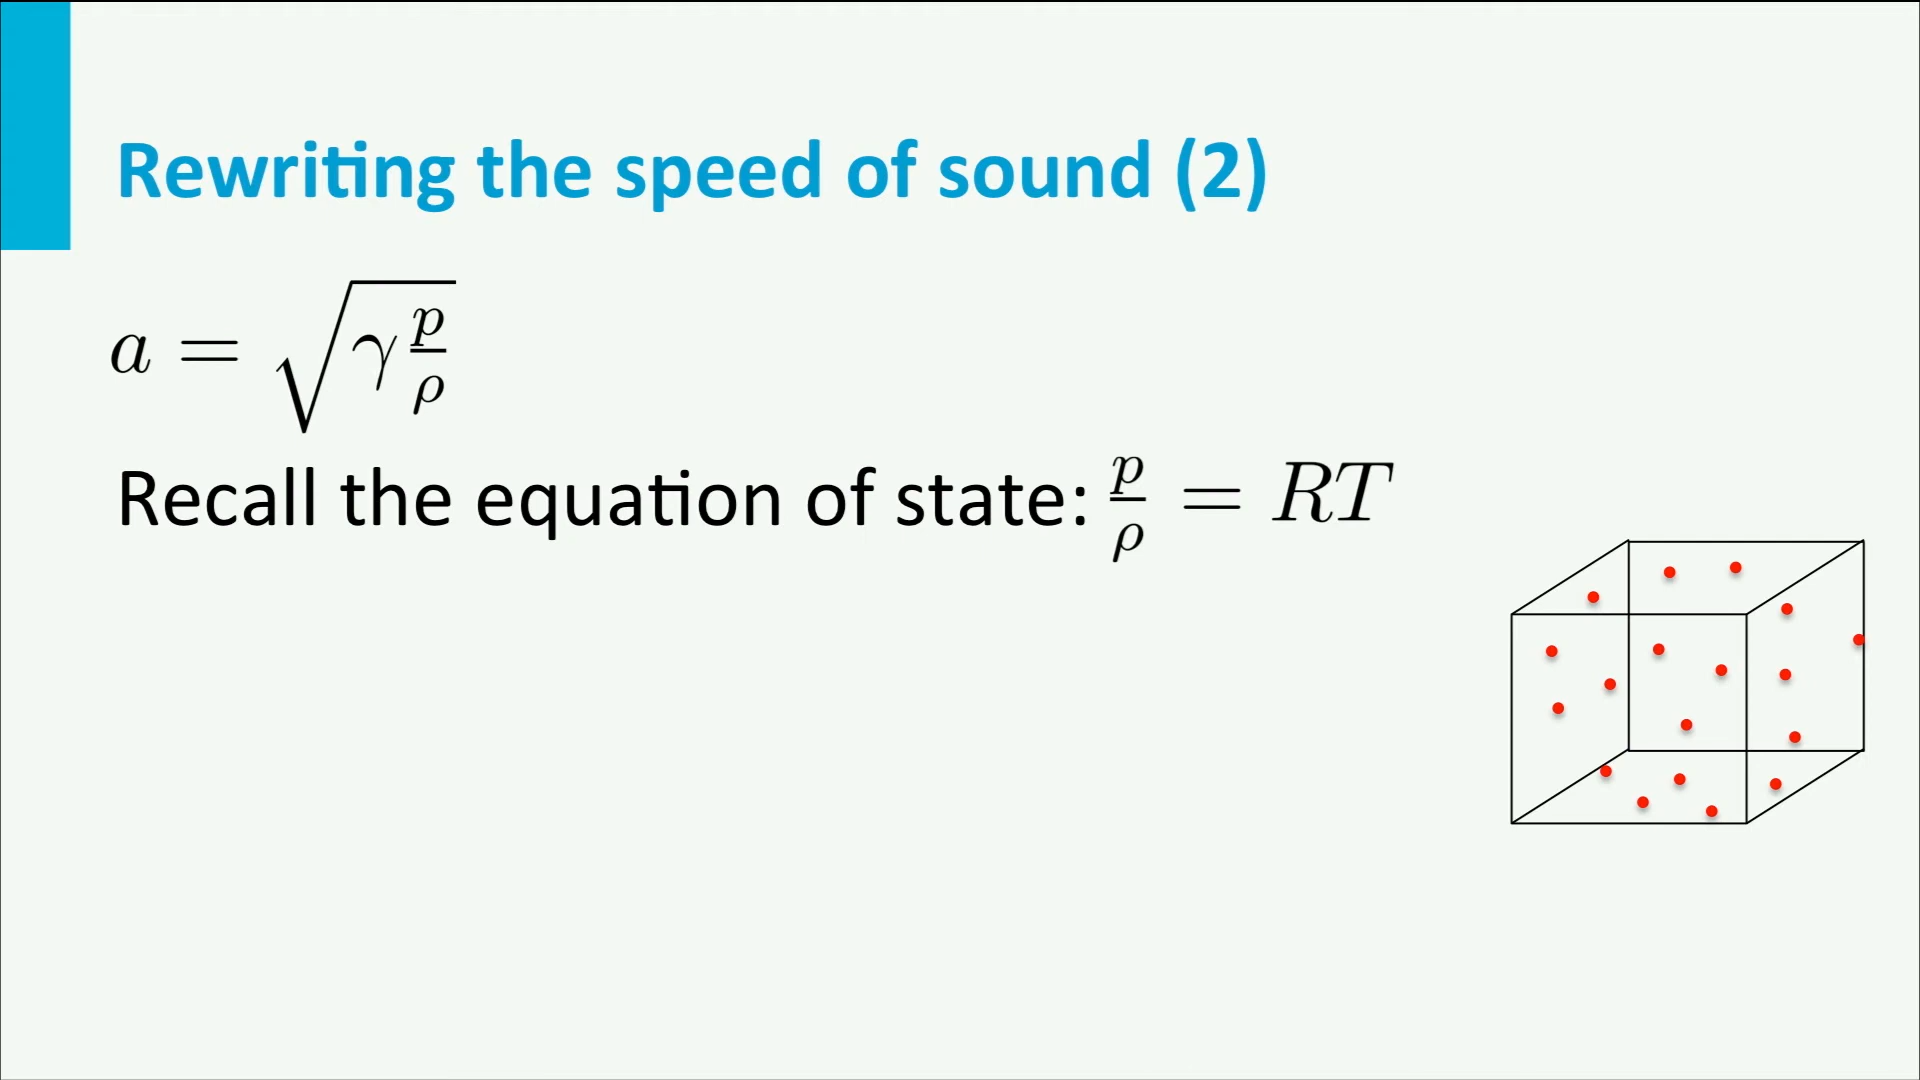 Rewriting the speed of sound (2)
a = √(γ p/ρ)
Recall the equation of state: p/ρ = RT